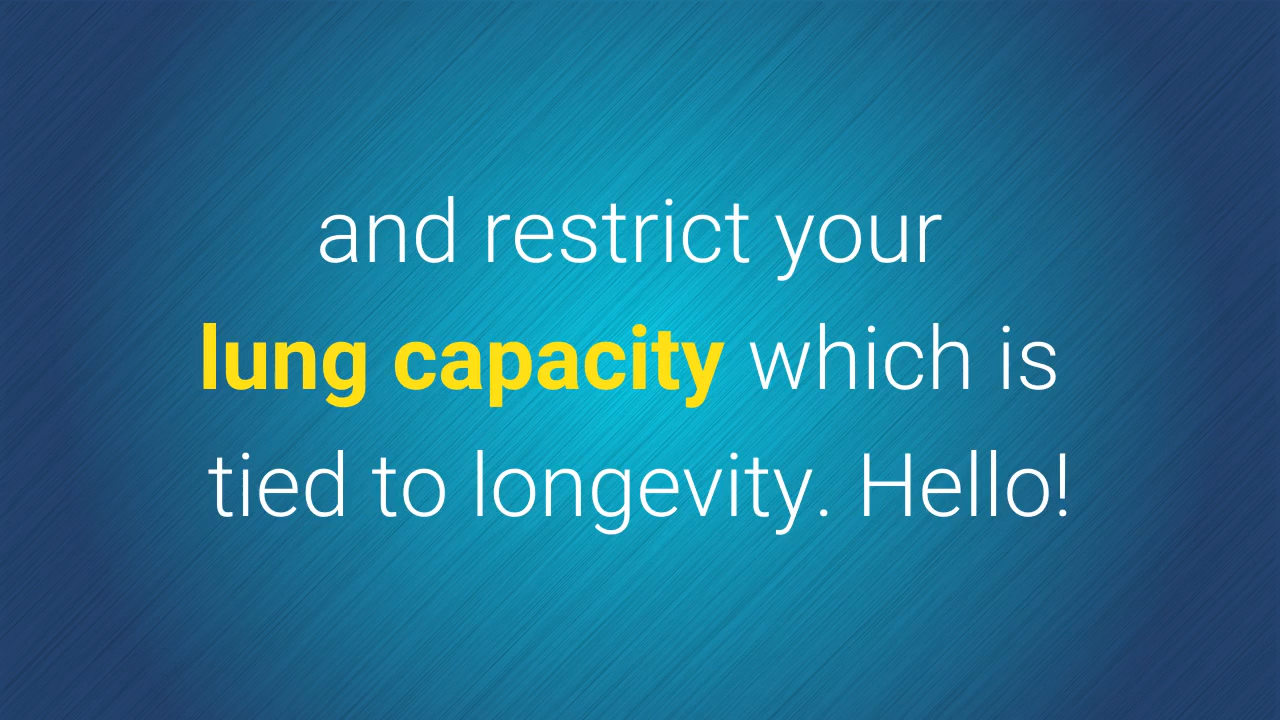 and restrict your
lung capacity which is
tied to longevity. Hello!